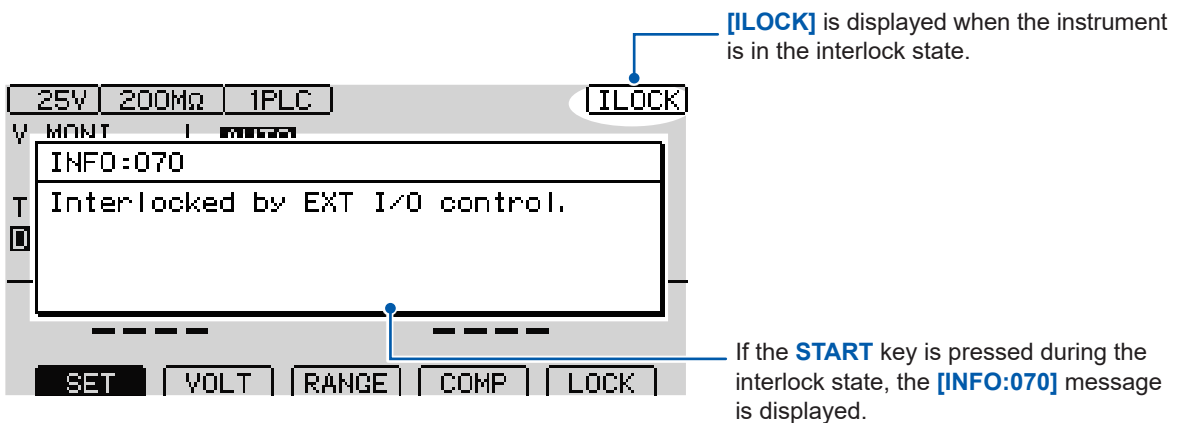 [ILOCK] is displayed when the instrument
is in the interlock state.
25V 200MΩ 1PLC ILOCK
V MONI
INFO:070
Interlocked by EXT I/O control.
T
D
SET VOLT RANGE COMP LOCK
If the START key is pressed during the
interlock state, the [INFO:070] message
is displayed.